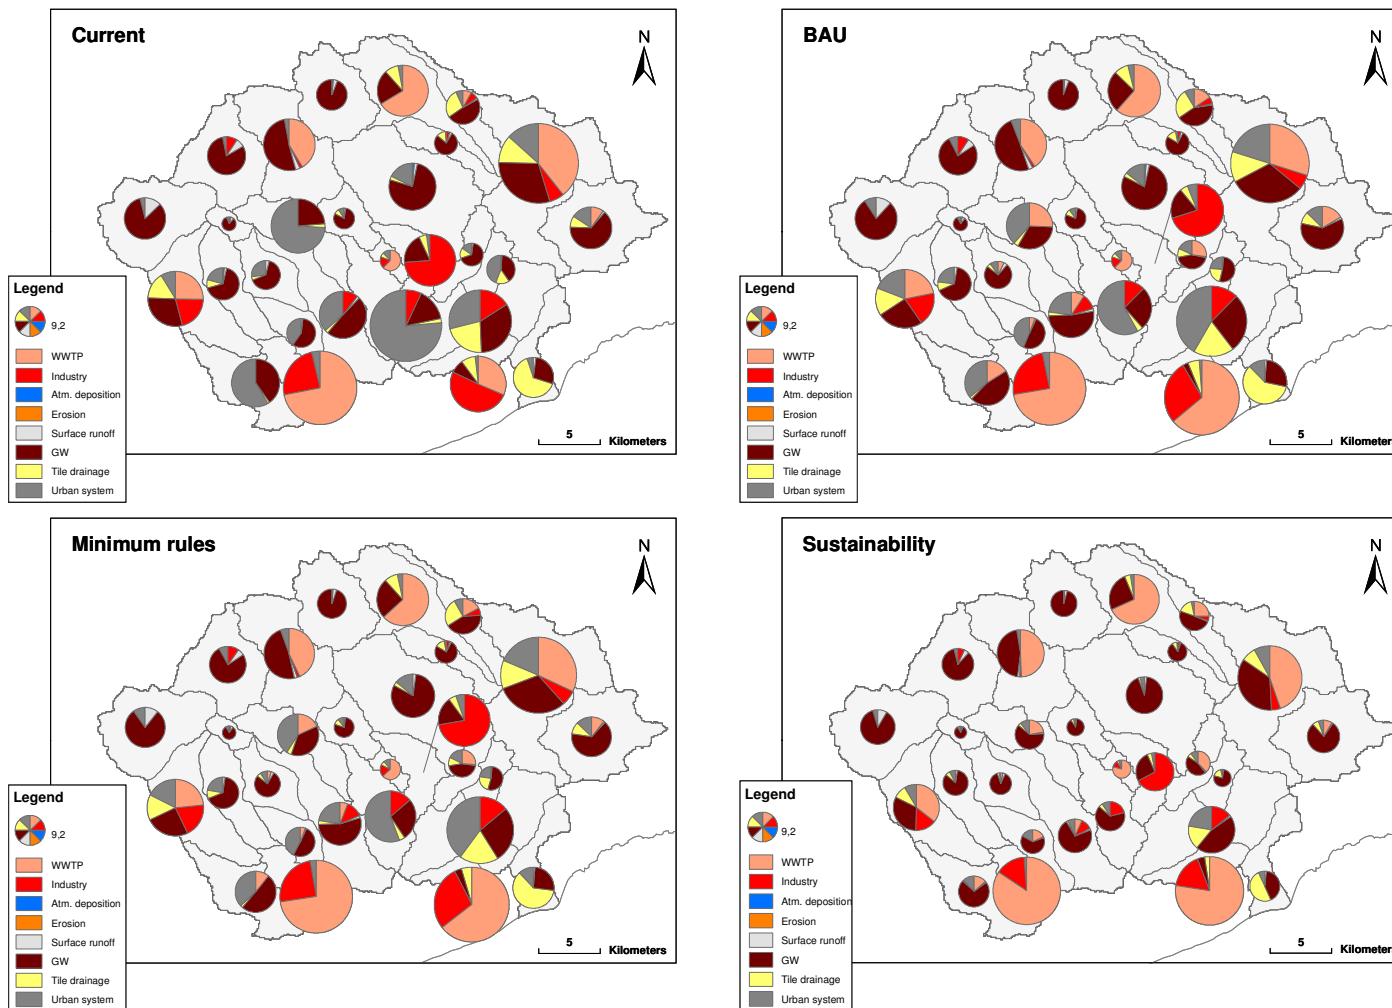 Current
N
Legend
9,2
WWTP
Industry
Atm. deposition
Erosion
Surface runoff
GW
Tile drainage
Urban system
5
Kilometers
BAU
N
Legend
9,2
WWTP
Industry
Atm. deposition
Erosion
Surface runoff
GW
Tile drainage
Urban system
5
Kilometers
Minimum rules
N
Legend
9,2
WWTP
Industry
Atm. deposition
Erosion
Surface runoff
GW
Tile drainage
Urban system
5
Kilometers
Sustainability
N
Legend
9,2
WWTP
Industry
Atm. deposition
Erosion
Surface runoff
GW
Tile drainage
Urban system
5
Kilometers